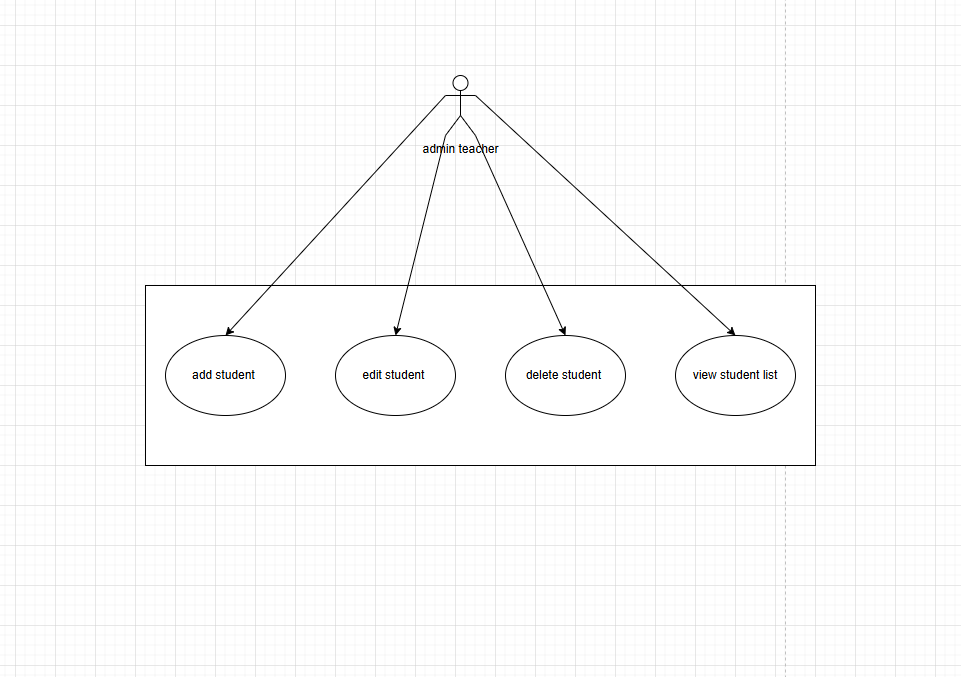 admin teacher
add student
edit student
delete student
view student list